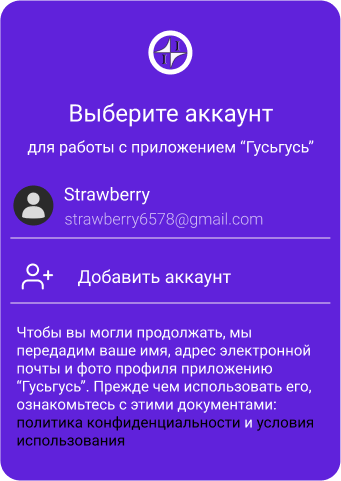 Выберите аккаунт
для работы с приложением “Гусьгусь”
Strawberry
strawberry6578@gmail.com
Добавить аккаунт
Чтобы вы могли продолжать, мы
передадим ваше имя, адрес электронной
почты и фото профиля приложению
“Гусьгусь”. Прежде чем использовать его,
ознакомьтесь с этими документами:
политика конфиденциальности и условия
использования